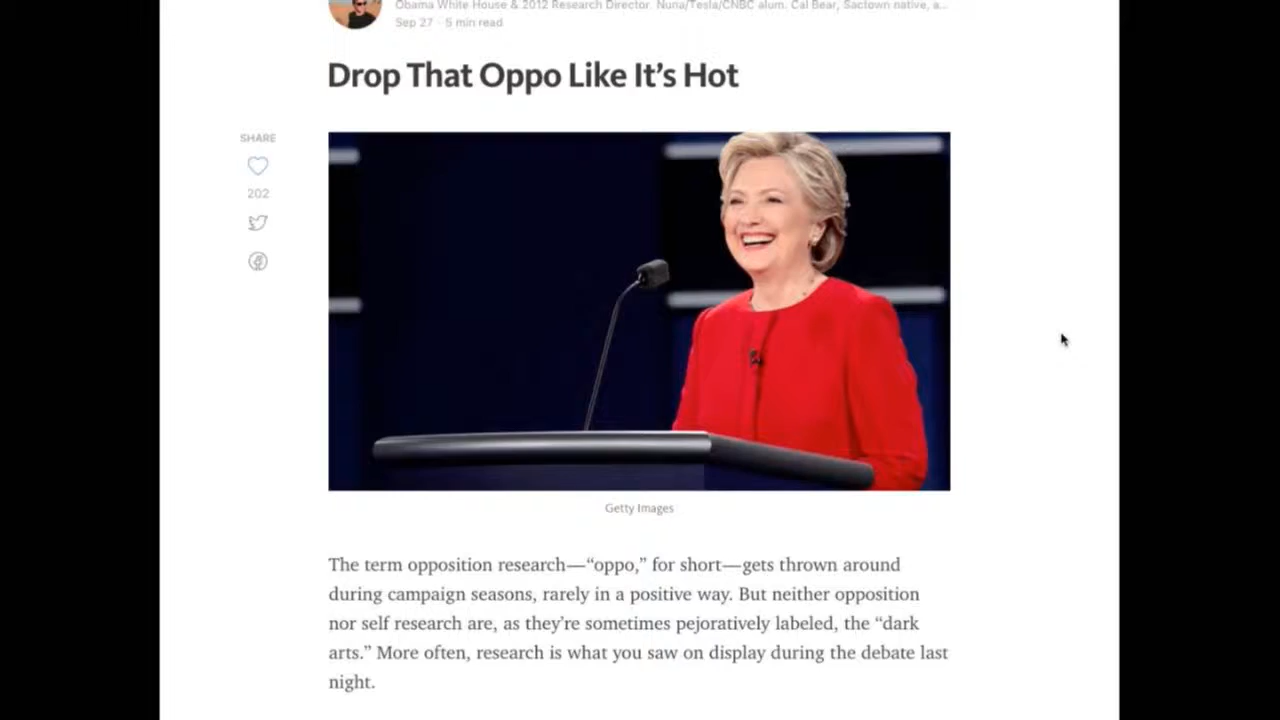 Obama White House & 2012 Research Director. Nuna/Tesla/CNBC alum. Cal Bear, Sactown native, a...
Sep 27 · 5 min read
Drop That Oppo Like It’s Hot
SHARE
202
Getty Images
The term opposition research—“oppo,” for short—gets thrown around
during campaign seasons, rarely in a positive way. But neither opposition
nor self research are, as they’re sometimes pejoratively labeled, the “dark
arts.” More often, research is what you saw on display during the debate last
night.